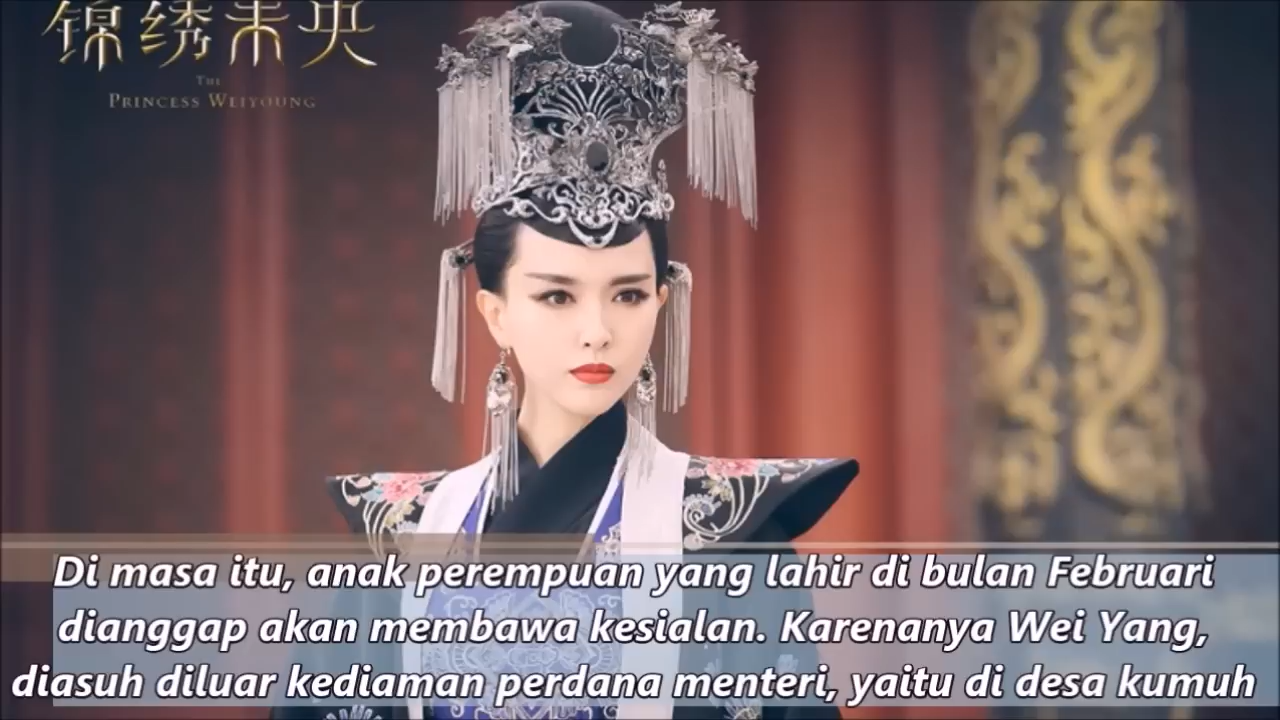 锦绣未央
THE
PRINCESS WEIYOUNG
Di masa itu, anak perempuan yang lahir di bulan Februari
dianggap akan membawa kesialan. Karenanya Wei Yang,
diasuh diluar kediaman perdana menteri, yaitu di desa kumuh